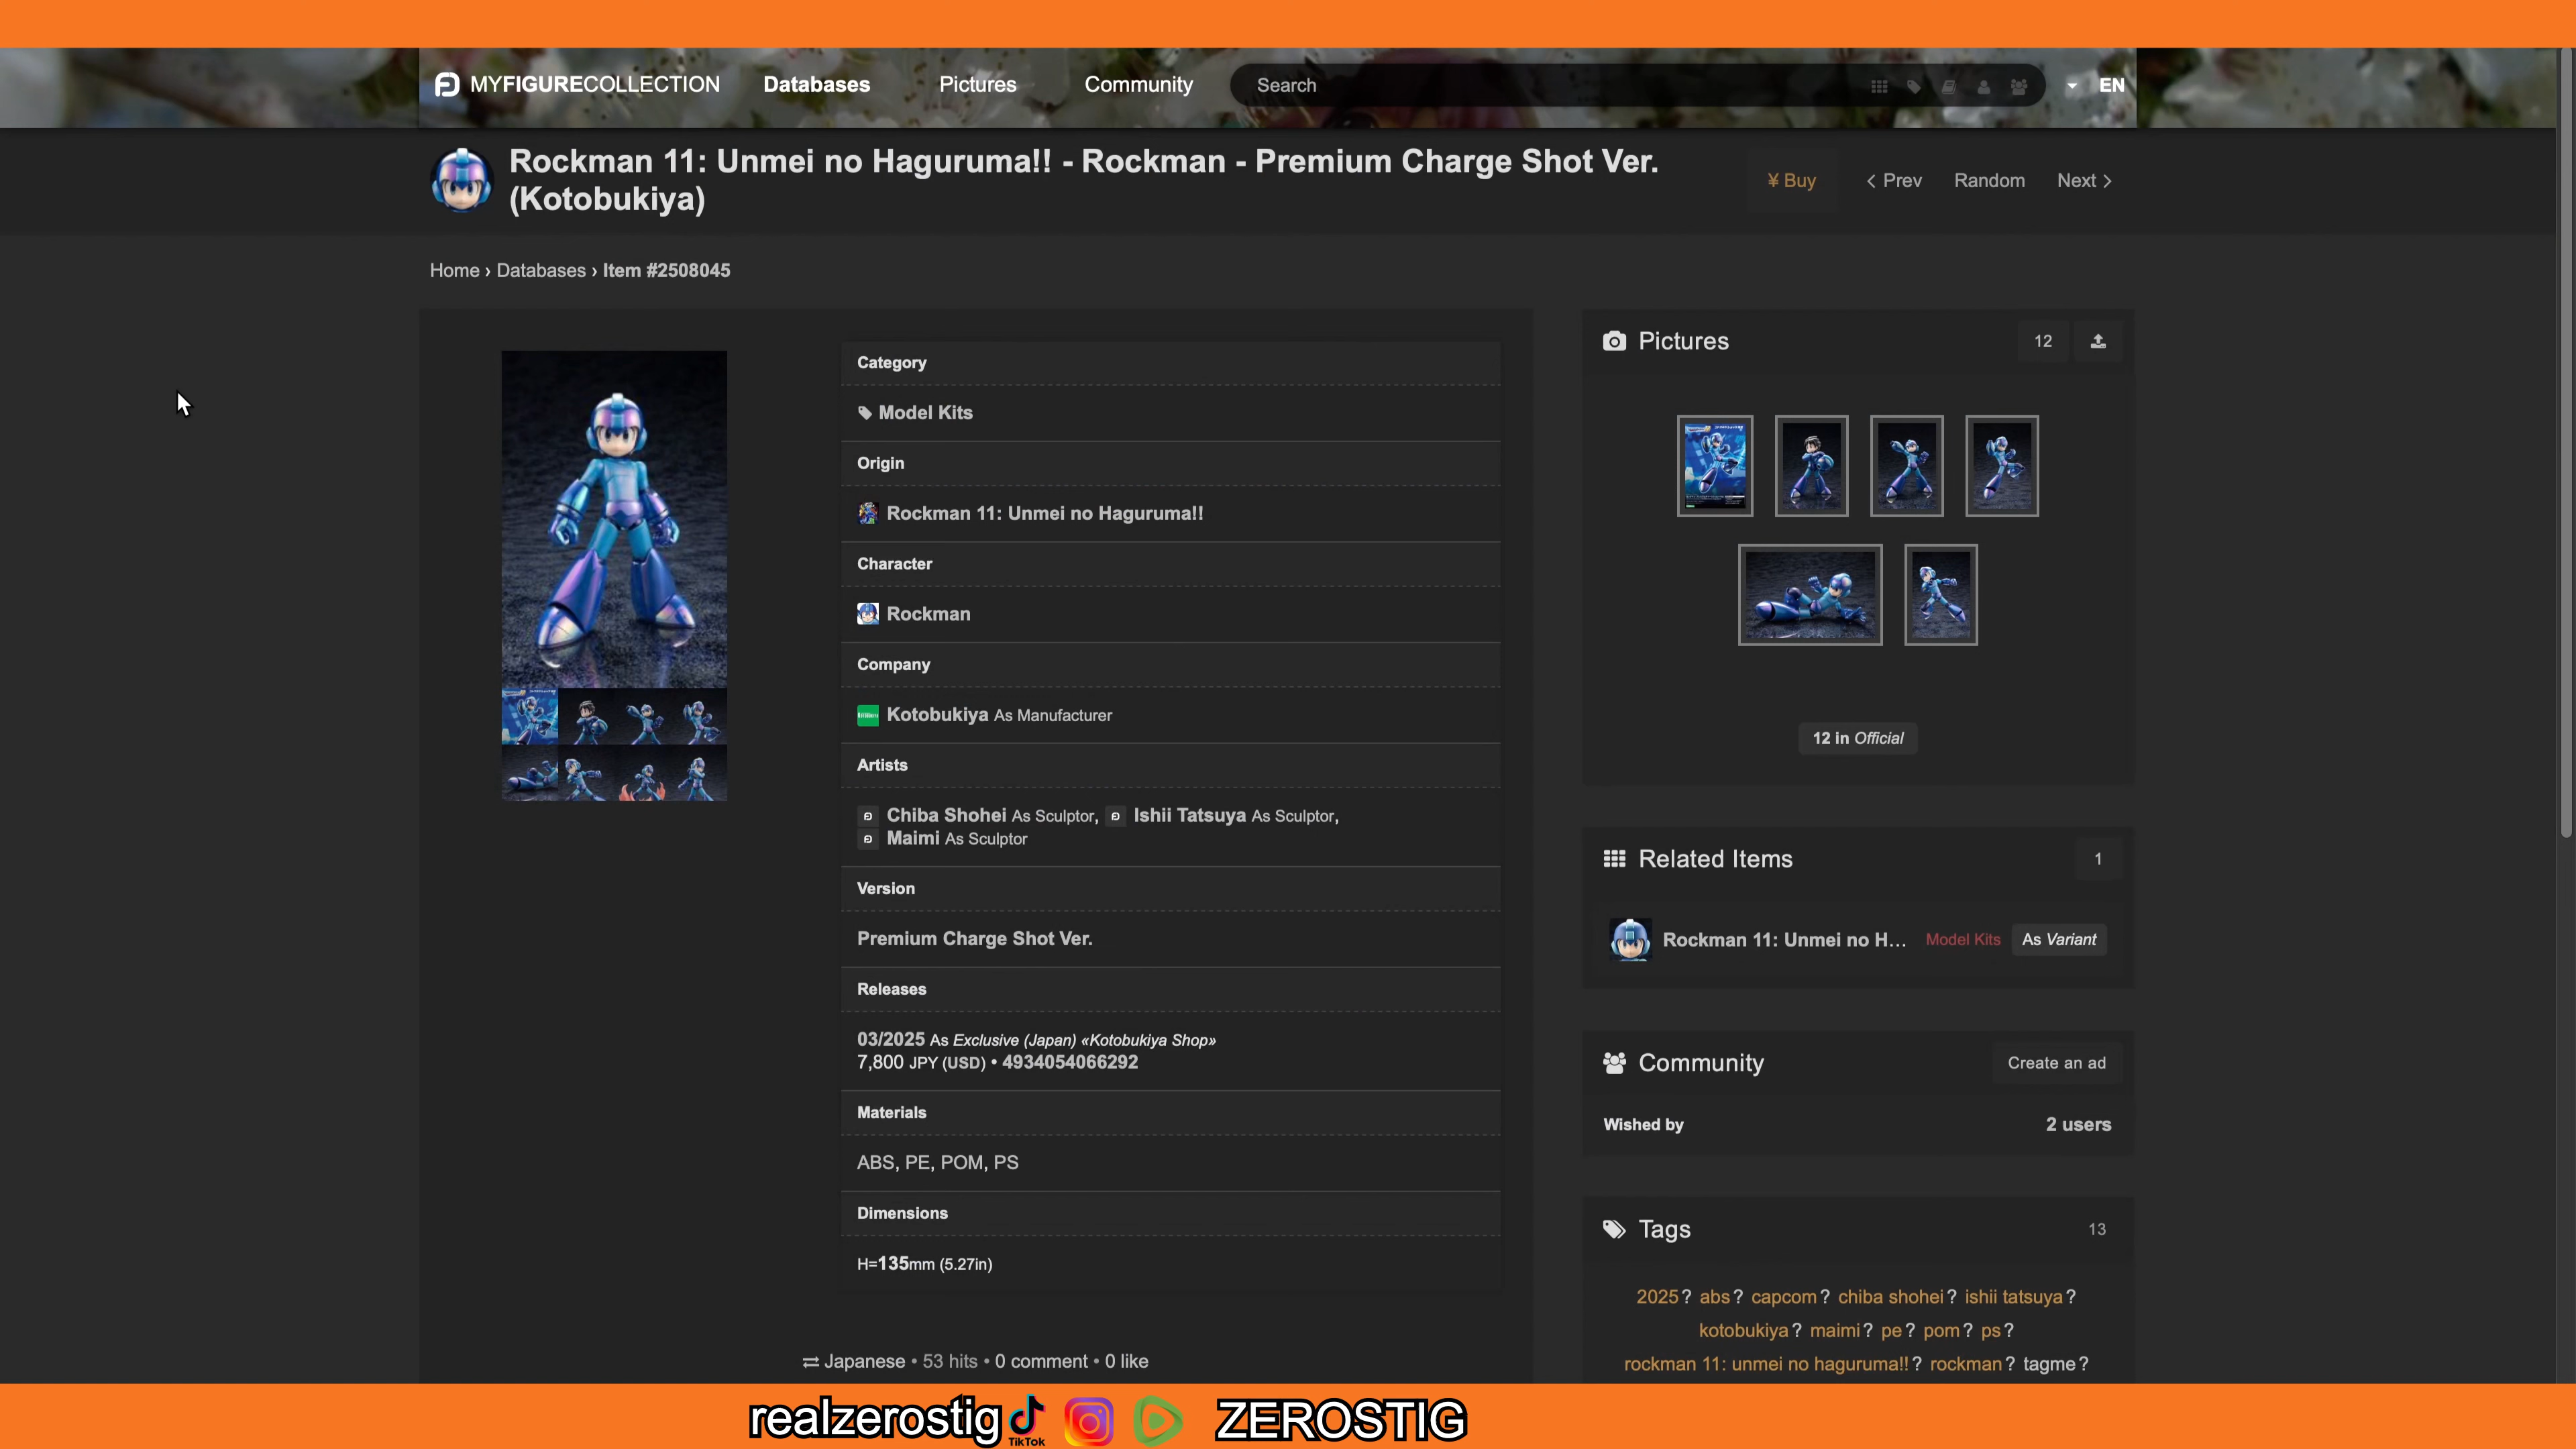 MYFIGURECOLLECTION
Databases
Pictures
Community
Search
EN
Rockman 11: Unmei no Haguruma!! - Rockman - Premium Charge Shot Ver.
(Kotobukiya)
¥ Buy
Prev
Random
Next
Home › Databases › Item #2508045
Category
Model Kits
Origin
Rockman 11: Unmei no Haguruma!!
Character
Rockman
Company
Kotobukiya As Manufacturer
Artists
Chiba Shohei As Sculptor, Ishii Tatsuya As Sculptor,
Maimi As Sculptor
Version
Premium Charge Shot Ver.
Releases
03/2025 As Exclusive (Japan) «Kotobukiya Shop»
7,800 JPY (USD) • 4934054066292
Materials
ABS, PE, POM, PS
Dimensions
H=135mm (5.27in)
Japanese • 53 hits • 0 comment • 0 like
Pictures
12
12 in Official
Related Items
1
Rockman 11: Unmei no H... Model Kits As Variant
Community
Create an ad
Wished by
2 users
Tags
13
2025 ? abs ? capcom ? chiba shohei ? ishii tatsuya ?
kotobukiya ? maimi ? pe ? pom ? ps ?
rockman 11: unmei no haguruma!! ? rockman ? tagme ?
realzerostig
TikTok
ZEROSTIG